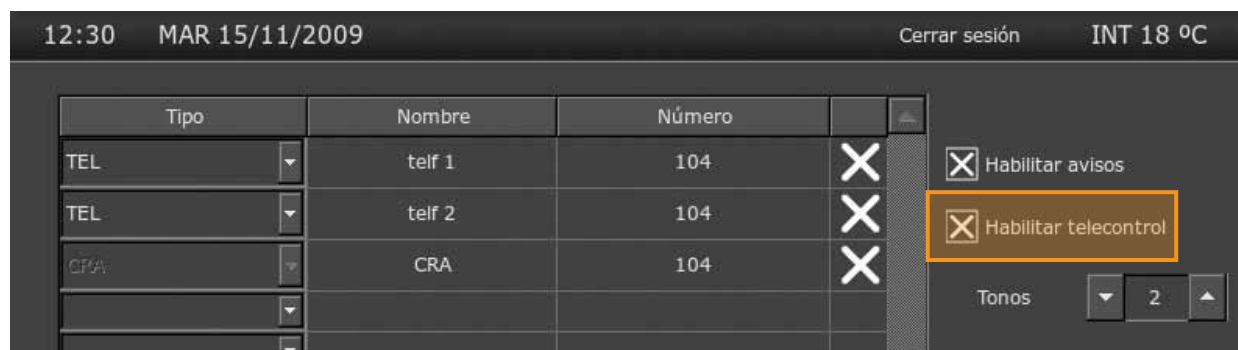 12:30 MAR 15/11/2009 Cerrar sesión INT 18 ºC
Tipo Nombre Número
TEL telf 1 104
Habilitar avisos
TEL telf 2 104
Habilitar telecontrol
CRA CRA 104
Tonos 2